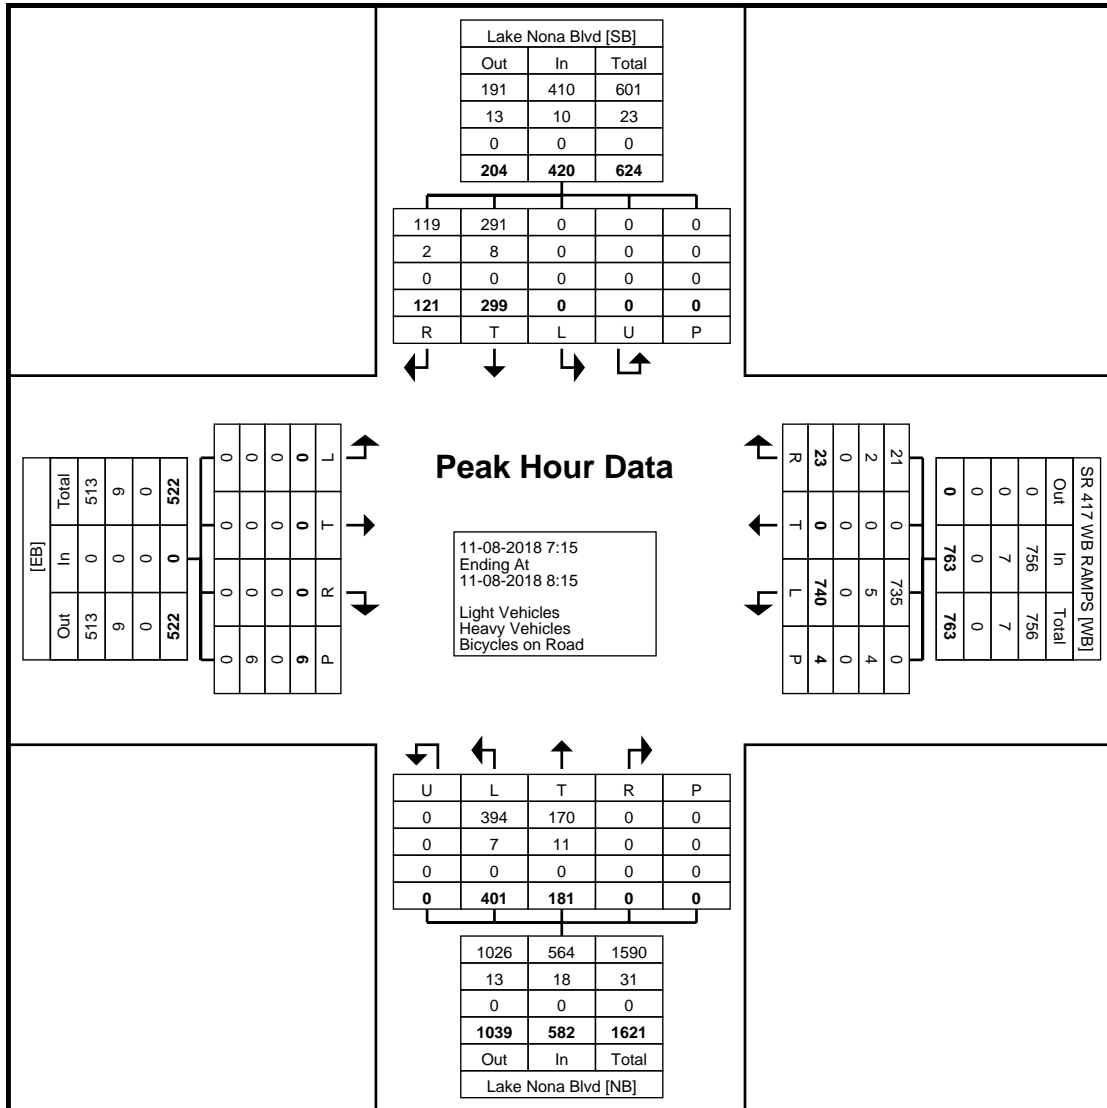 Lake Nona Blvd [SB]
Out In Total
191 410 601
13 10 23
0 0 0
204 420 624
119 291 0 0 0
2 8 0 0 0
0 0 0 0 0
121 299 0 0 0
R T L U P
[EB]
Total In Out
513 0 513
9 0 9
0 0 0
522 0 522
0 0 0 0
0 0 0 9
0 0 0 0
0 0 0 9
L T R P
Peak Hour Data
11-08-2018 7:15
Ending At
11-08-2018 8:15
Light Vehicles
Heavy Vehicles
Bicycles on Road
SR 417 WB RAMPS [WB]
Out In Total
0 756 756
0 7 7
0 0 0
0 763 763
21 0 735 0
2 0 5 4
0 0 0 0
23 0 740 4
R T L P
U L T R P
0 394 170 0 0
0 7 11 0 0
0 0 0 0 0
0 401 181 0 0
1026 564 1590
13 18 31
0 0 0
1039 582 1621
Out In Total
Lake Nona Blvd [NB]